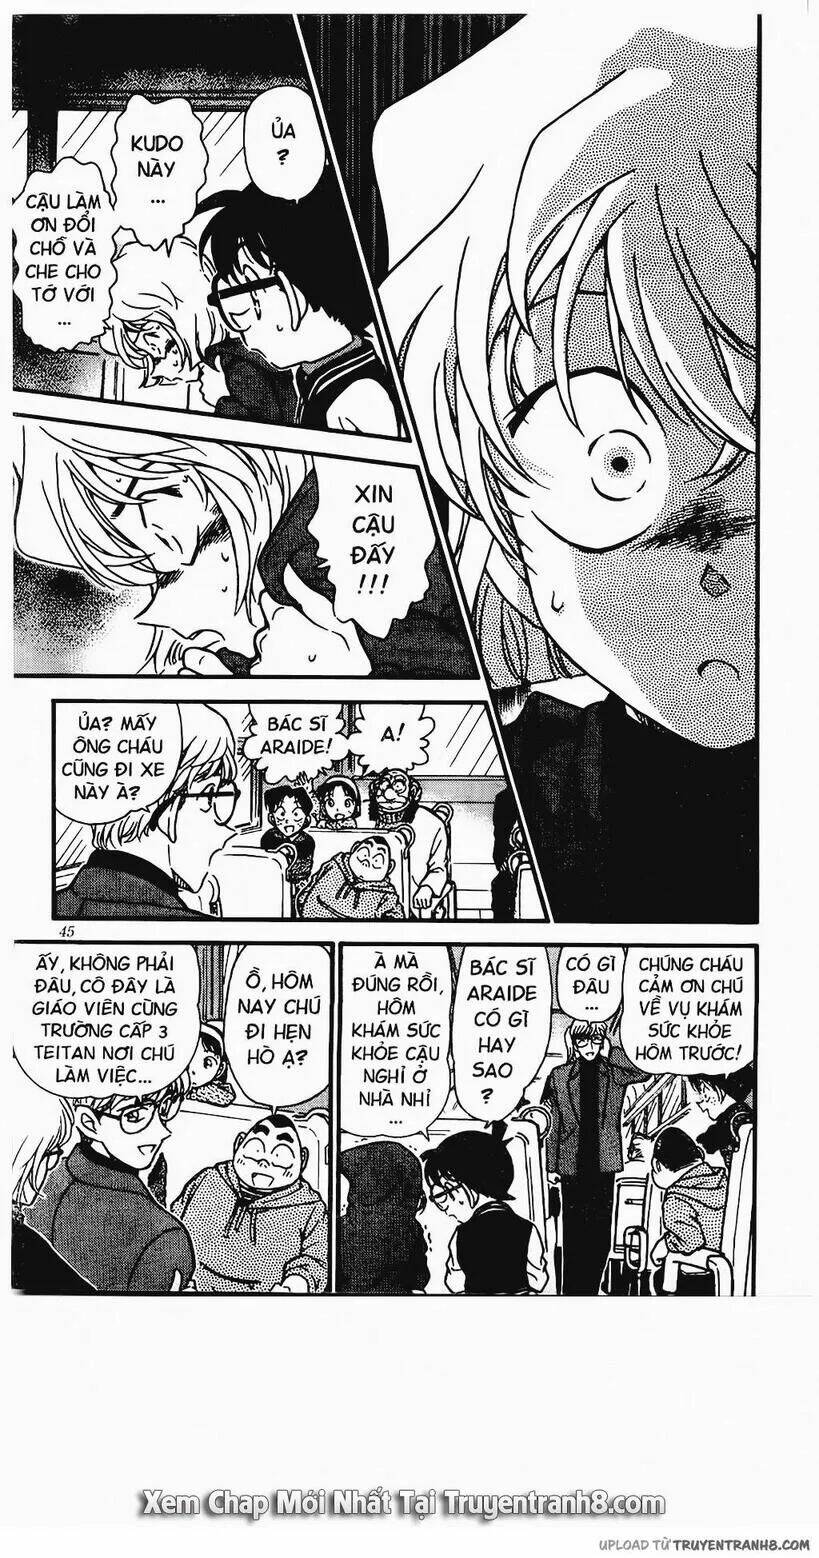 ỦA
?
KUDO
NÀY
...
CẬU LÀM
ƠN ĐỔI
CHỖ VÀ
CHE CHO
TỚ VỚI
...
XIN
CẬU
ĐẤY
!!!
A!
BÁC SĨ
ARAIDE!
ỦA? MẤY
ÔNG CHÁU
CŨNG ĐI XE
NÀY À?
45
CHÚNG CHÁU
CẢM ƠN CHÚ
VỀ VỤ KHÁM
SỨC KHỎE
HÔM TRƯỚC!
CÓ GÌ
ĐÂU ...
BÁC SĨ
ARAIDE
CÓ GÌ
HAY
SAO
?
À MÀ
ĐÚNG RỒI,
HÔM
KHÁM SỨC
KHỎE CẬU
NGHỈ Ở
NHÀ NHỈ
...
Ồ, HÔM
NAY CHÚ
ĐI HẸN
HÒ Ạ?
ẤY, KHÔNG PHẢI
ĐÂU, CÔ ĐÂY LÀ
GIÁO VIÊN CÙNG
TRƯỜNG CẤP 3
TEITAN NƠI CHÚ
LÀM VIỆC...
Xem Chap Mới Nhất Tại Truyentranh8.com
UPLOAD TỪ TRUYENTRANH8.COM